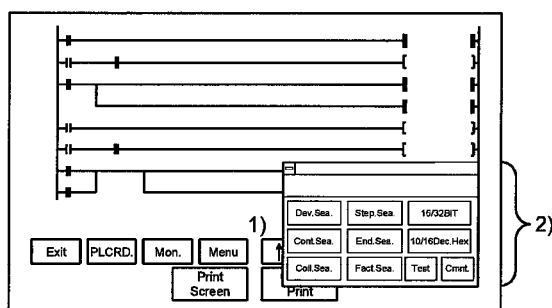 1)
2)
Dev.Sea. Step.Sea. 16/32BIT
Cont.Sea. End.Sea. 10/16Dec.Hex
Coil.Sea. Fact.Sea. Test Cmnt.
Exit PLCRD. Mon. Menu ↑
Print Screen Print